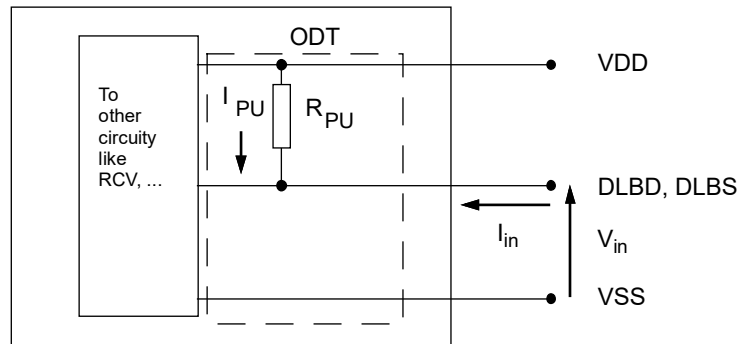 ODT
VDD
To
other
circuity
like
RCV, ...
I PU
R PU
DLBD, DLBS
I in
V in
VSS